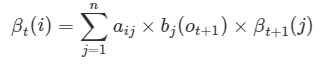 β_t(i) = ∑_{j=1}^{n} a_{ij} × b_j(o_{t+1}) × β_{t+1}(j)